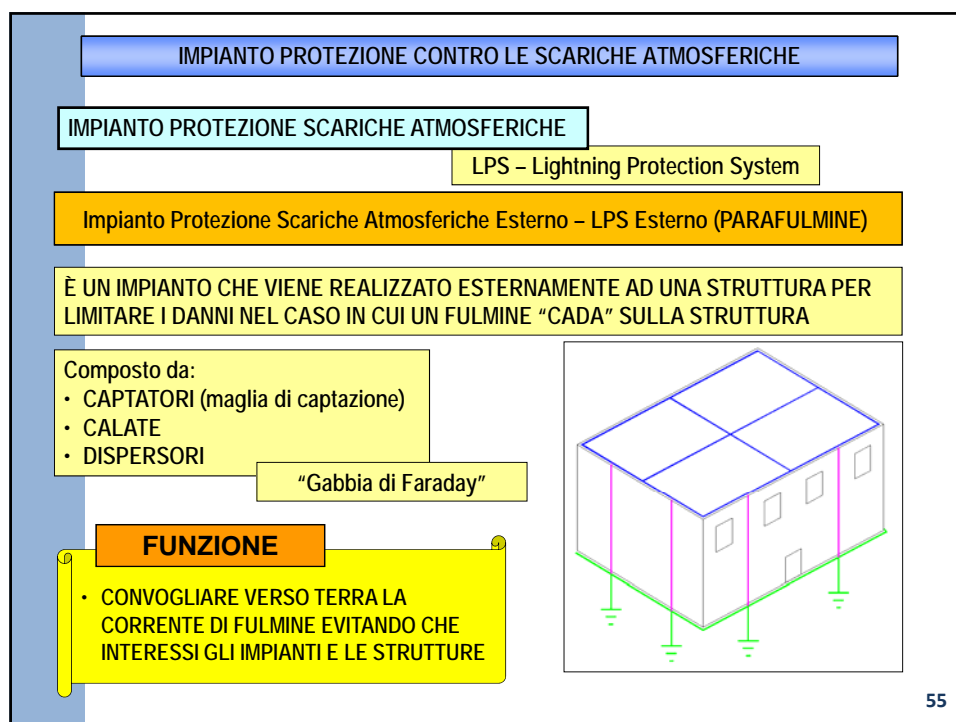 IMPIANTO PROTEZIONE CONTRO LE SCARICHE ATMOSFERICHE
IMPIANTO PROTEZIONE SCARICHE ATMOSFERICHE
LPS – Lightning Protection System
Impianto Protezione Scariche Atmosferiche Esterno – LPS Esterno (PARAFULMINE)
È UN IMPIANTO CHE VIENE REALIZZATO ESTERNAMENTE AD UNA STRUTTURA PER
LIMITARE I DANNI NEL CASO IN CUI UN FULMINE “CADA” SULLA STRUTTURA
Composto da:
• CAPTATORI (maglia di captazione)
• CALATE
• DISPERSORI
“Gabbia di Faraday”
FUNZIONE
• CONVOGLIARE VERSO TERRA LA
CORRENTE DI FULMINE EVITANDO CHE
INTERESSI GLI IMPIANTI E LE STRUTTURE
55